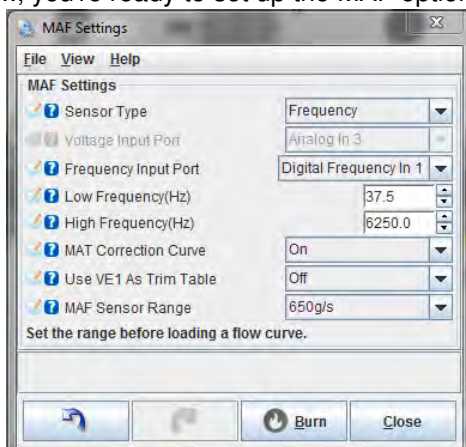 MAF Settings
File View Help
MAF Settings
Sensor Type Frequency
Voltage Input Port Analog In 3
Frequency Input Port Digital Frequency In 1
Low Frequency(Hz) 37.5
High Frequency(Hz) 6250.0
MAT Correction Curve On
Use VE1 As Trim Table Off
MAF Sensor Range 650g/s
Set the range before loading a flow curve.
Burn Close